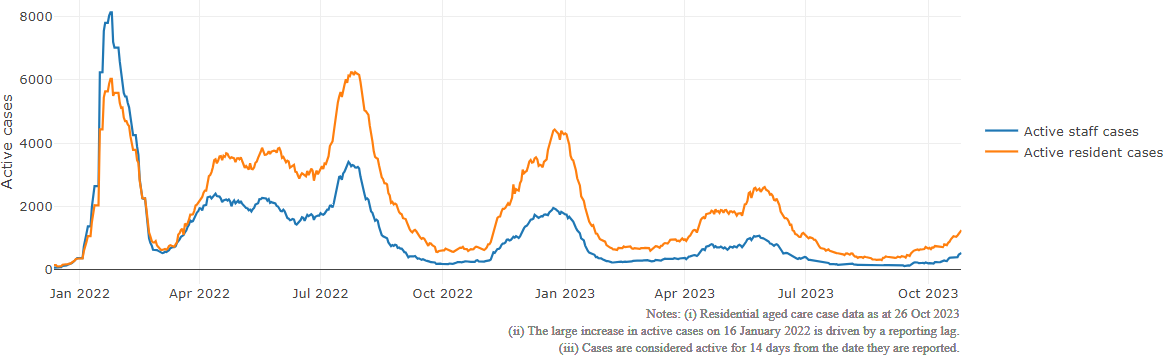 8000
6000
4000
2000
0
Active cases
Jan 2022 Apr 2022 Jul 2022 Oct 2022 Jan 2023 Apr 2023 Jul 2023 Oct 2023
Active staff cases
Active resident cases
Notes: (i) Residential aged care case data as at 26 Oct 2023
(ii) The large increase in active cases on 16 January 2022 is driven by a reporting lag.
(iii) Cases are considered active for 14 days from the date they are reported.